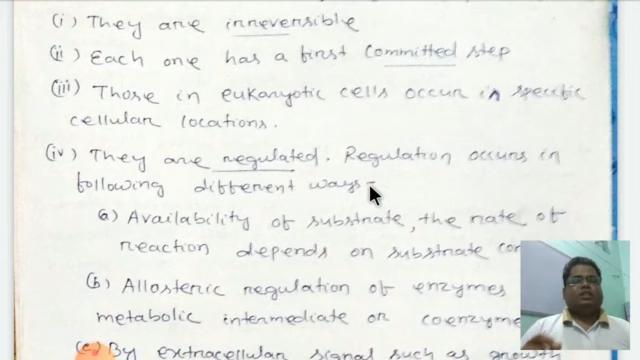 (i) They are irreversible
(ii) Each one has a first committed step
(iii) Those in eukaryotic cells occur in specific
cellular locations.
(iv) They are regulated. Regulation occurs in
following different ways-
(a) Availability of substrate, the rate of
reaction depends on substrate con
(b) Allosteric regulation of enzymes
metabolic intermediate or coenzyme
(c) By extracellular signal such as growth